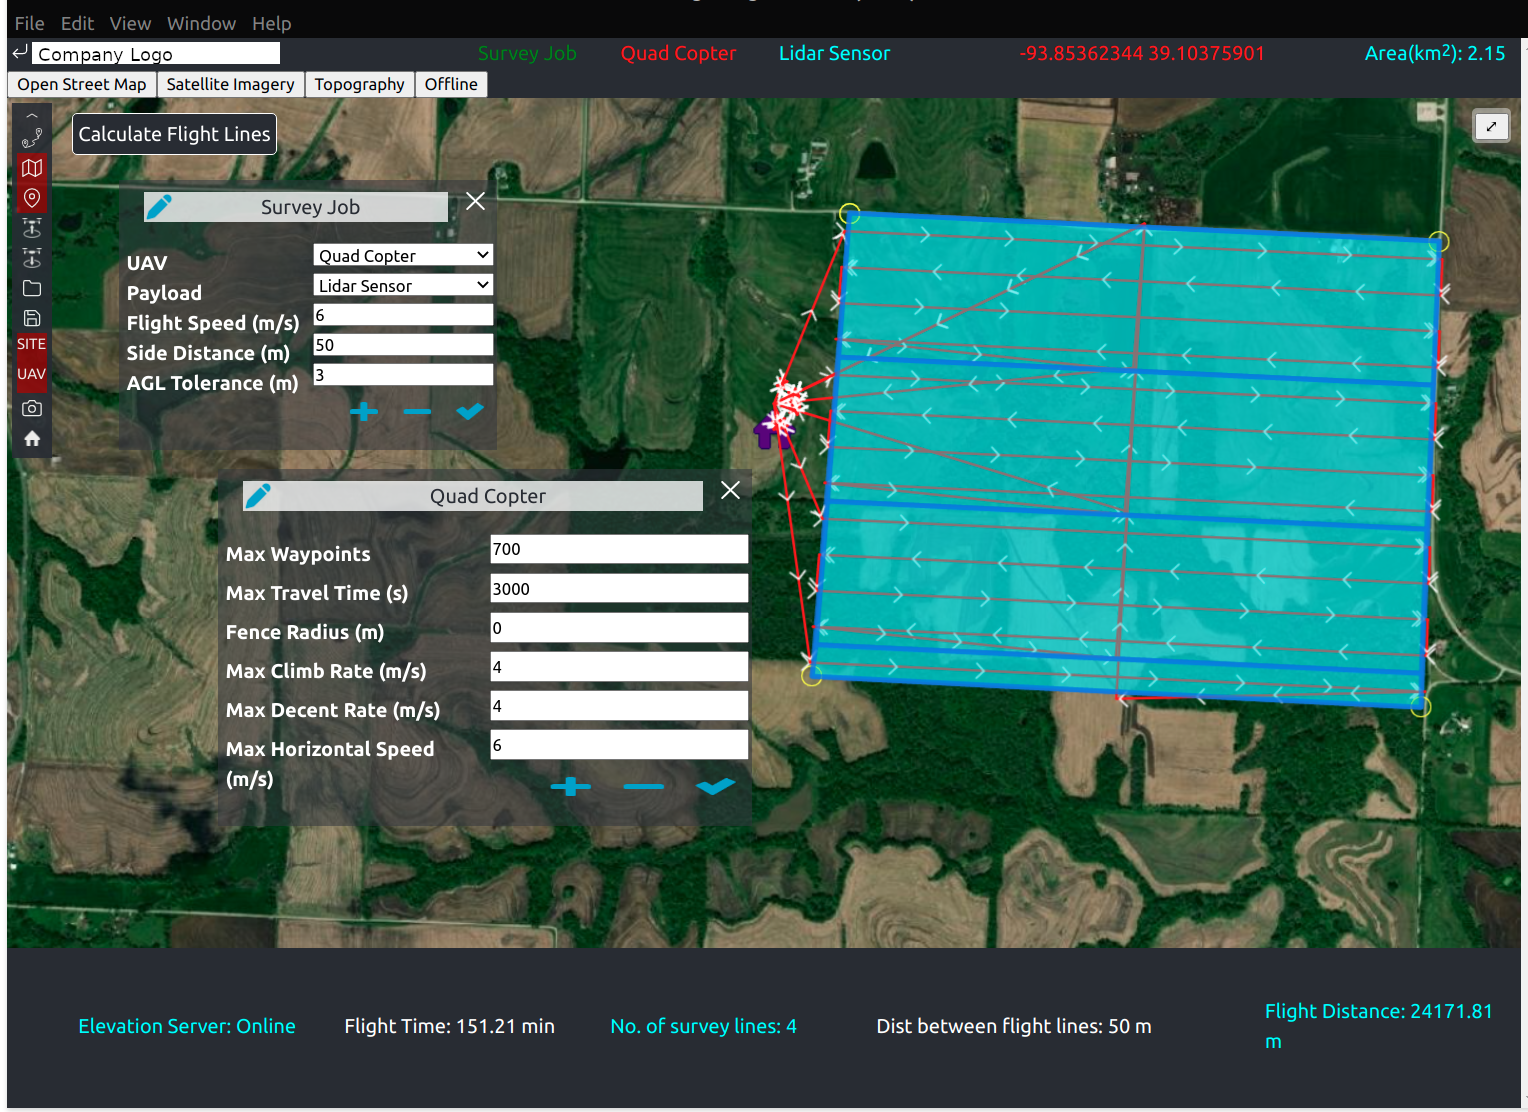 File Edit View Window Help
Company Logo Survey Job Quad Copter Lidar Sensor -93.85362344 39.10375901 Area(km²): 2.15
Open Street Map Satellite Imagery Topography Offline
Calculate Flight Lines
Survey Job
UAV Quad Copter
Payload Lidar Sensor
Flight Speed (m/s) 6
Side Distance (m) 50
AGL Tolerance (m) 3
SITE
UAV
Quad Copter
Max Waypoints 700
Max Travel Time (s) 3000
Fence Radius (m) 0
Max Climb Rate (m/s) 4
Max Decent Rate (m/s) 4
Max Horizontal Speed 6
(m/s)
Elevation Server: Online Flight Time: 151.21 min No. of survey lines: 4 Dist between flight lines: 50 m Flight Distance: 24171.81
m